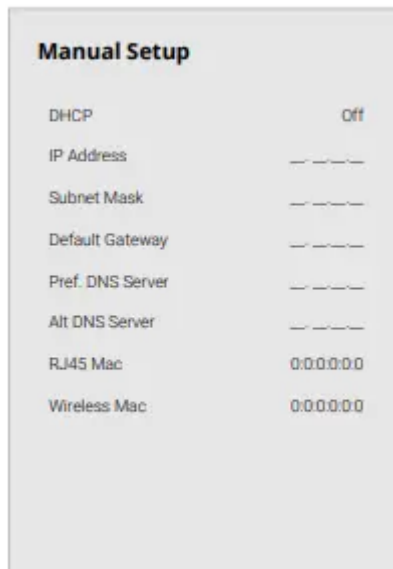 Manual Setup
DHCP Off
IP Address __.__.__.__
Subnet Mask __.__.__.__
Default Gateway __.__.__.__
Pref. DNS Server __.__.__.__
Alt DNS Server __.__.__.__
RJ45 Mac 0:0:0:0:0:0
Wireless Mac 0:0:0:0:0:0